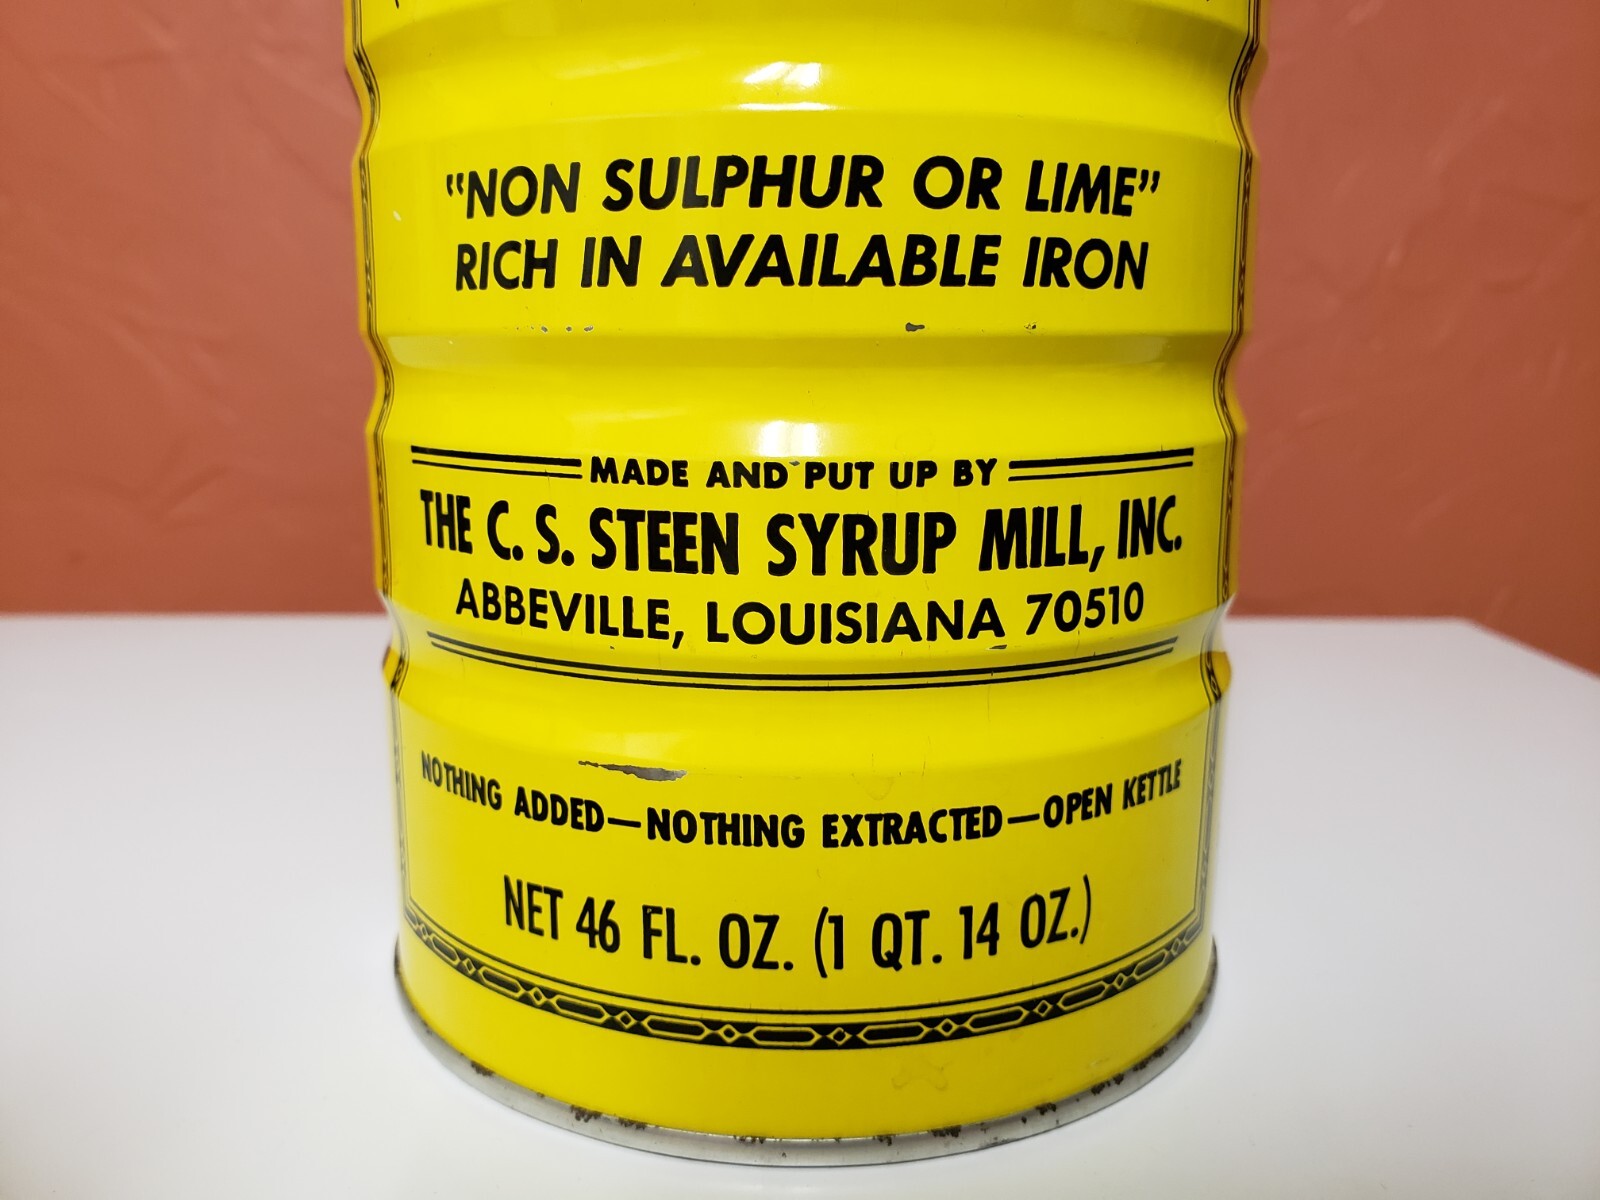 "NON SULPHUR OR LIME"
RICH IN AVAILABLE IRON
MADE AND PUT UP BY
THE C. S. STEEN SYRUP MILL, INC.
ABBEVILLE, LOUISIANA 70510
NOTHING ADDED—NOTHING EXTRACTED—OPEN KETTLE
NET 46 FL. OZ. (1 QT. 14 OZ.)